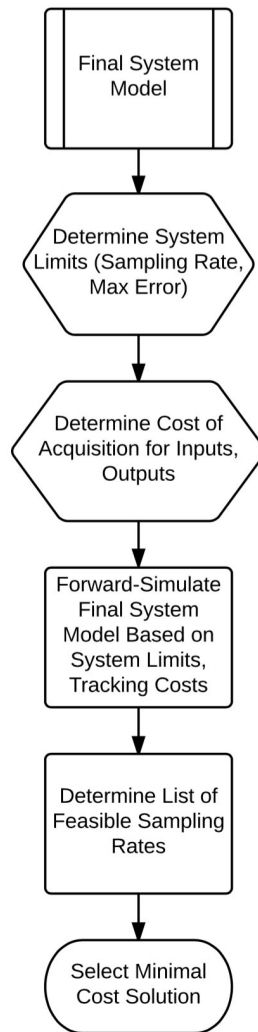 Final System
Model
Determine System
Limits (Sampling Rate,
Max Error)
Determine Cost of
Acquisition for Inputs,
Outputs
Forward-Simulate
Final System
Model Based on
System Limits,
Tracking Costs
Determine List of
Feasible Sampling
Rates
Select Minimal
Cost Solution